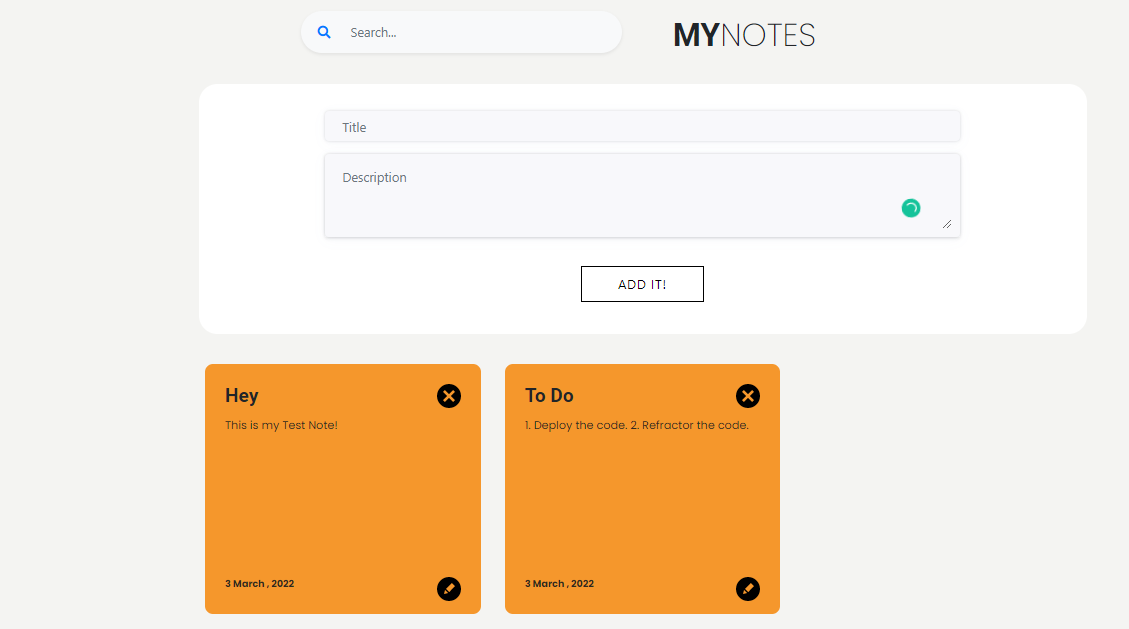 Search...
MYNOTES
Title
Description
ADD IT!
Hey
This is my Test Note!
3 March , 2022
To Do
1. Deploy the code. 2. Refractor the code.
3 March , 2022